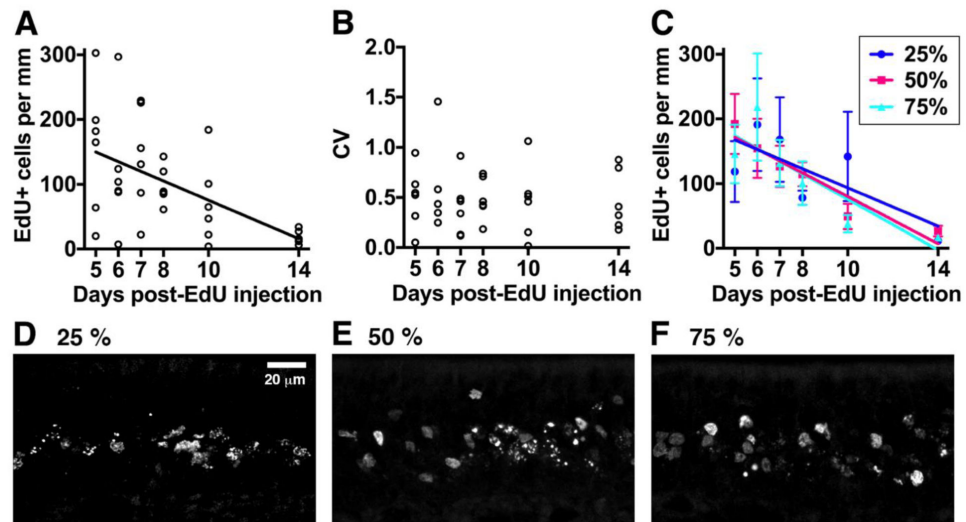 A
EdU+ cells per mm
300
200
100
0
5 6 7 8 10 14
Days post-EdU injection
B
CV
2.0
1.5
1.0
0.5
0.0
5 6 7 8 10 14
Days post-EdU injection
C
EdU+ cells per mm
300
200
100
0
5 6 7 8 10 14
Days post-EdU injection
25%
50%
75%
D 25 %
20 μm
E 50 %
F 75 %